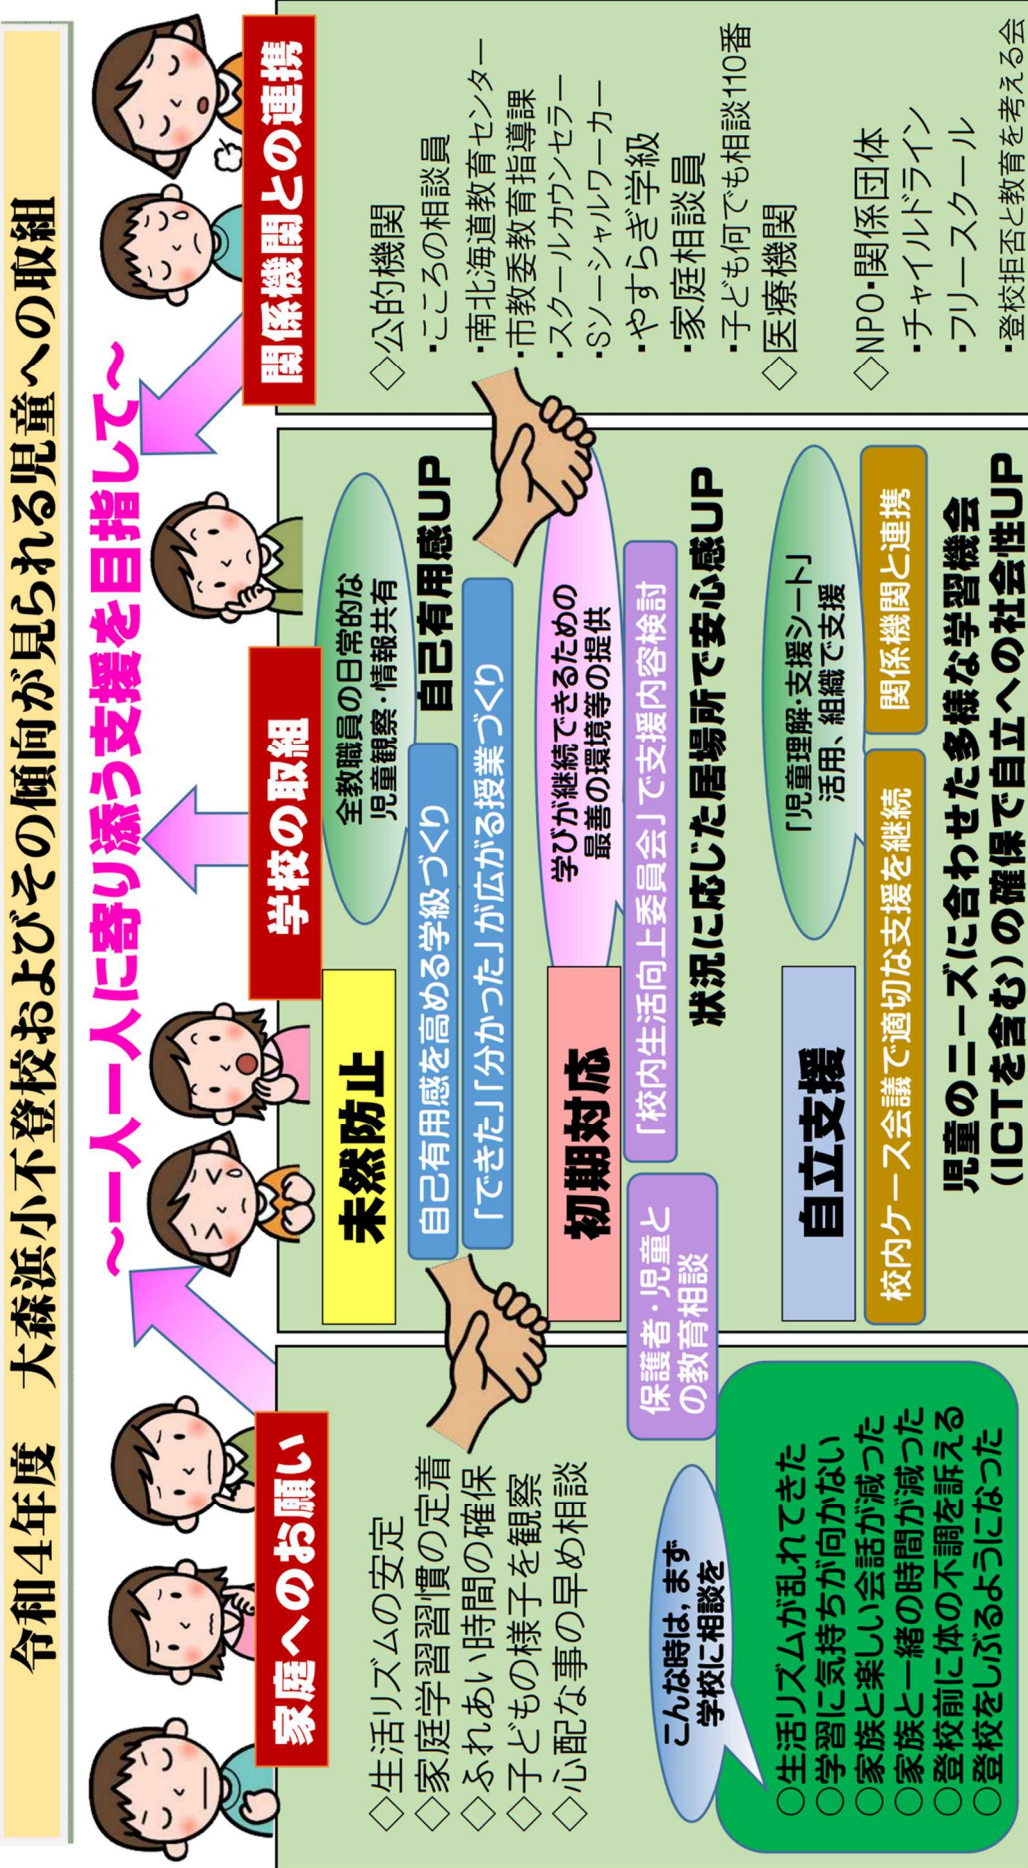 令和4年度　大森浜小不登校およびその傾向が見られる児童への取組
～一人一人に寄り添う支援を目指して～
家庭へのお願い
◇生活リズムの安定
◇家庭学習習慣の定着
◇ふれあい時間の確保
◇子どもの様子を観察
◇心配な事の早め相談
こんな時は，まず
学校に相談を
○生活リズムが乱れてきた
○学習に気持ちが向かない
○家族と楽しい会話が減った
○家族と一緒の時間が減った
○登校前に体の不調を訴える
○登校をしぶるようになった
学校の取組
未然防止
全教職員の日常的な
児童観察・情報共有
自己有用感を高める学級づくり
自己有用感UP
「できた」「分かった」が広がる授業づくり
初期対応
学びが継続できるための
最善の環境等の提供
保護者・児童と
の教育相談
「校内生活向上委員会」で支援内容検討
状況に応じた居場所で安心感UP
自立支援
「児童理解・支援シート」
活用、組織で支援
校内ケース会議で適切な支援を継続
関係機関と連携
児童のニーズに合わせた多様な学習機会
（ICTを含む）の確保で自立への社会性UP
関係機関との連携
◇公的機関
・こころの相談員
・南北海道教育センター
・市教委教育指導課
・スクールカウンセラー
・Sソーシャルワーカー
・やすらぎ学級
・家庭相談員
・子ども何でも相談110番
◇医療機関
◇NPO・関係団体
・チャイルドライン
・フリースクール
・登校拒否と教育を考える会